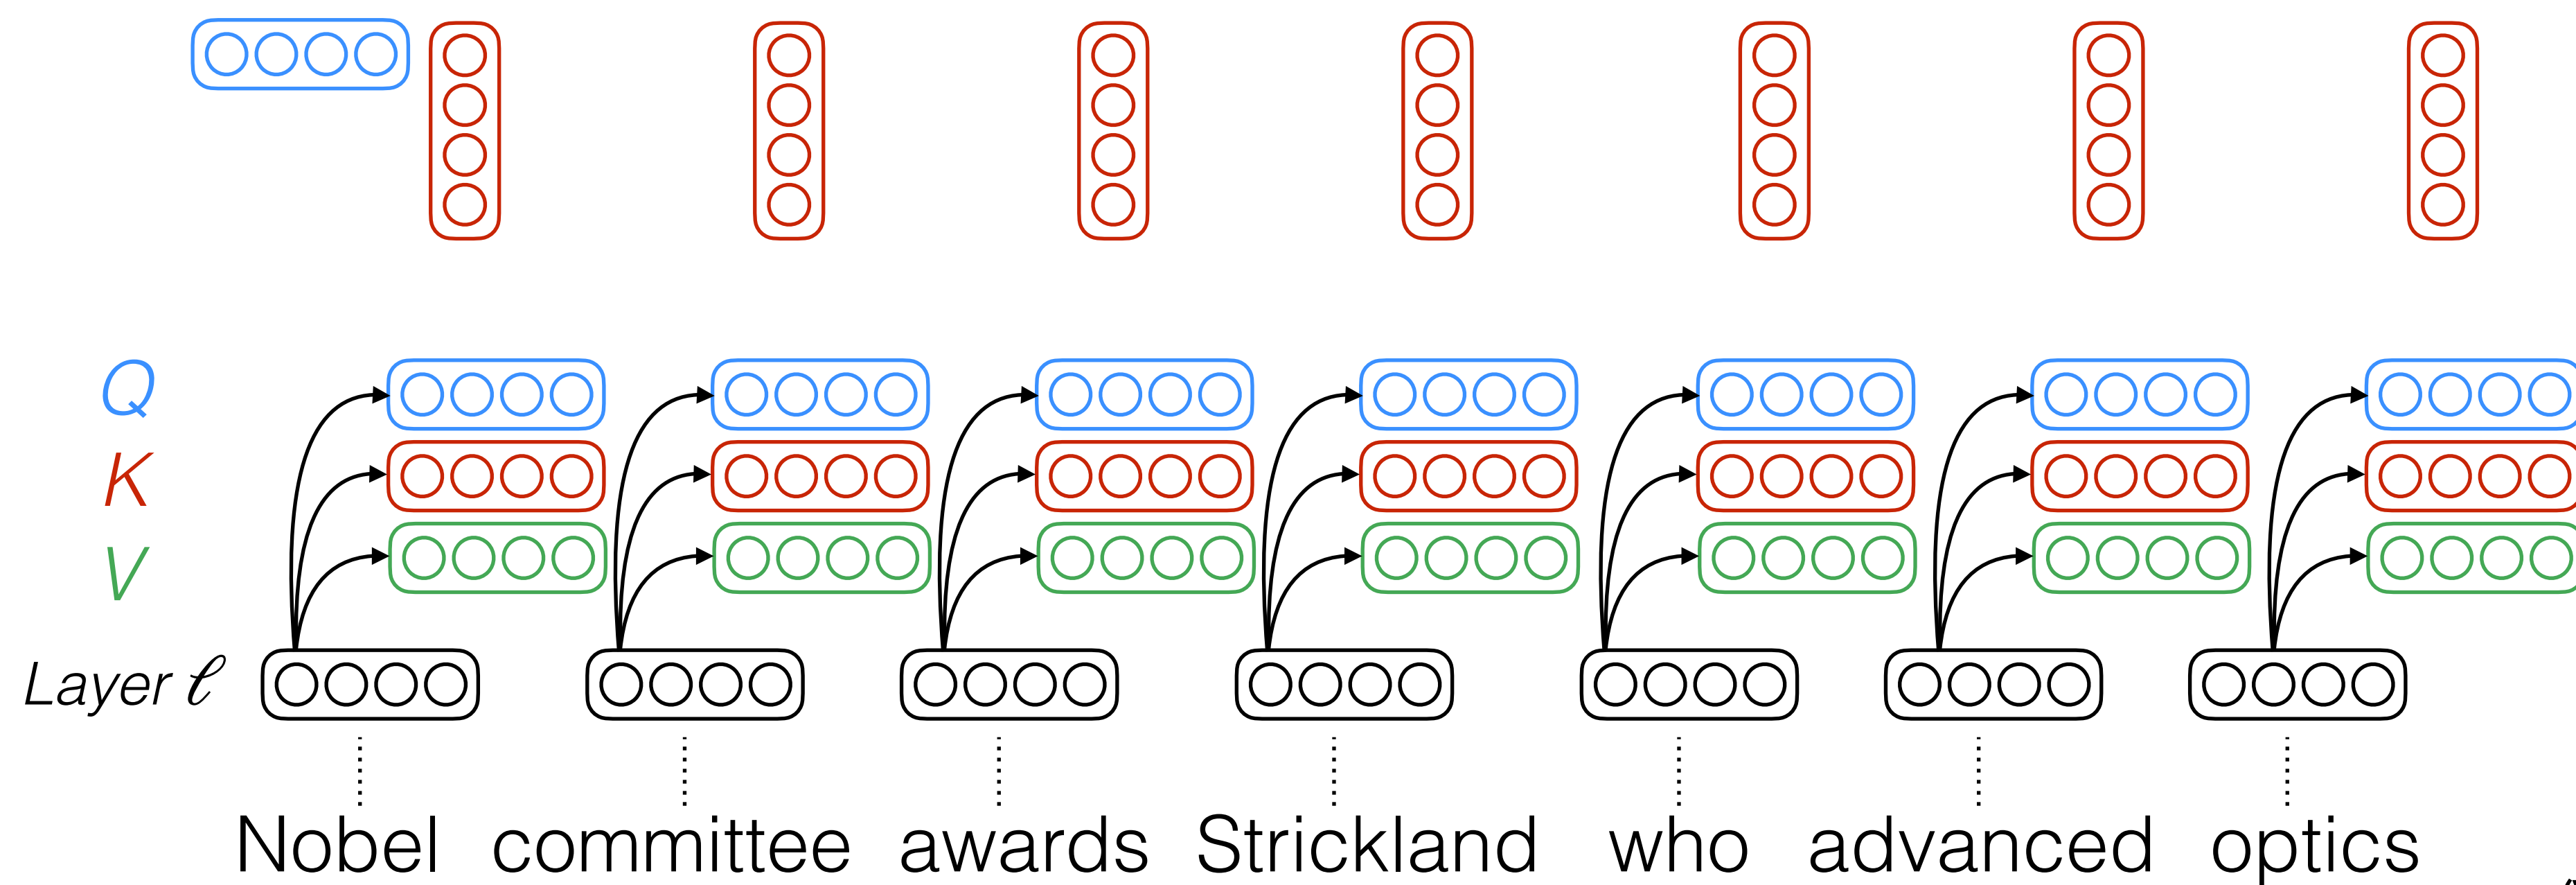 Q
K
V
Layer ℓ
Nobel committee awards Strickland who advanced optics